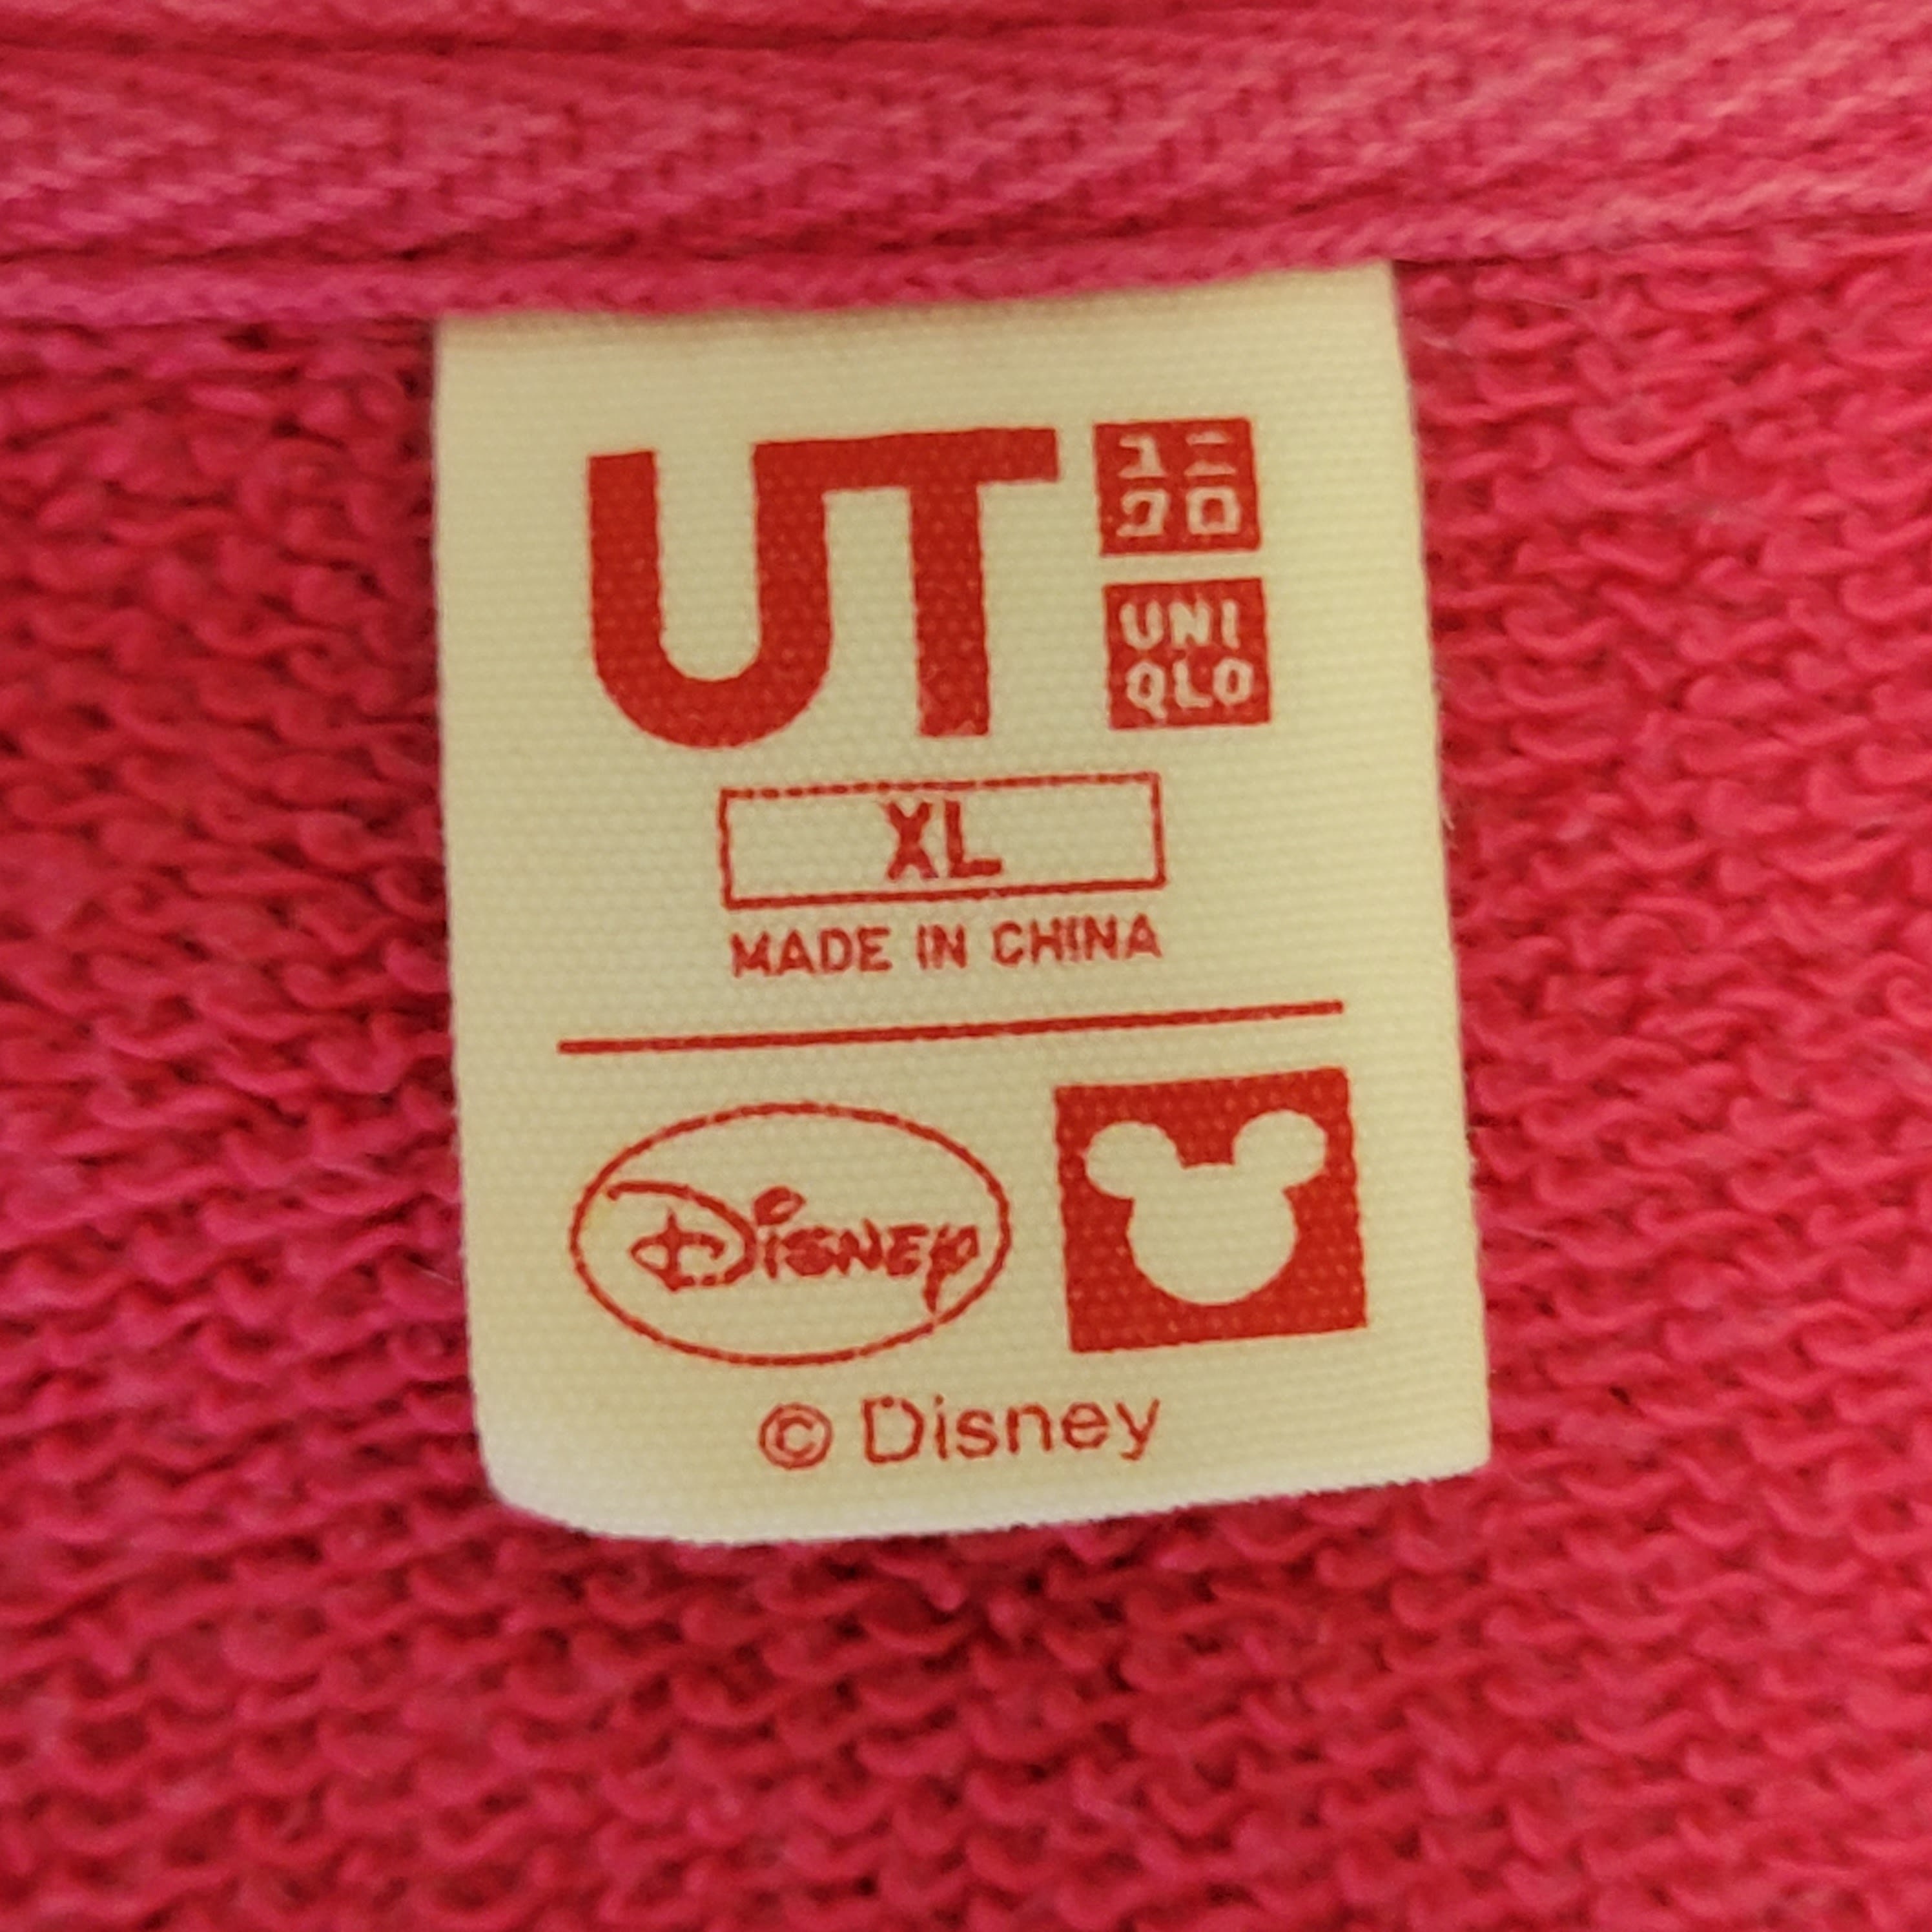 UT
ユニ
クロ
UNI
QLO
XL
MADE IN CHINA
Disney
© Disney